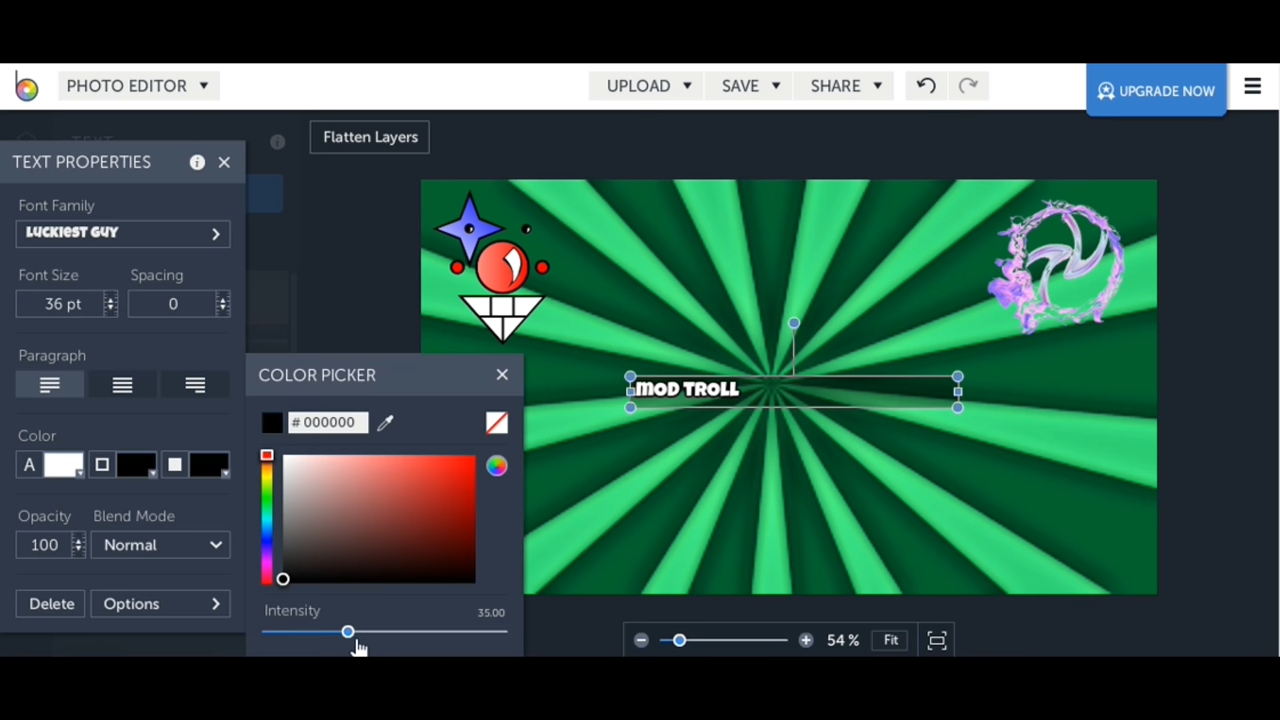 PHOTO EDITOR
UPLOAD
SAVE
SHARE
UPGRADE NOW
TEXT
Flatten Layers
TEXT PROPERTIES
Font Family
LUCKIEST GUY
Font Size
Spacing
36 pt
0
Paragraph
Color
A
Opacity
Blend Mode
100
Normal
Delete
Options
COLOR PICKER
# 000000
Intensity
35.00
MOD TROLL
54 %
Fit